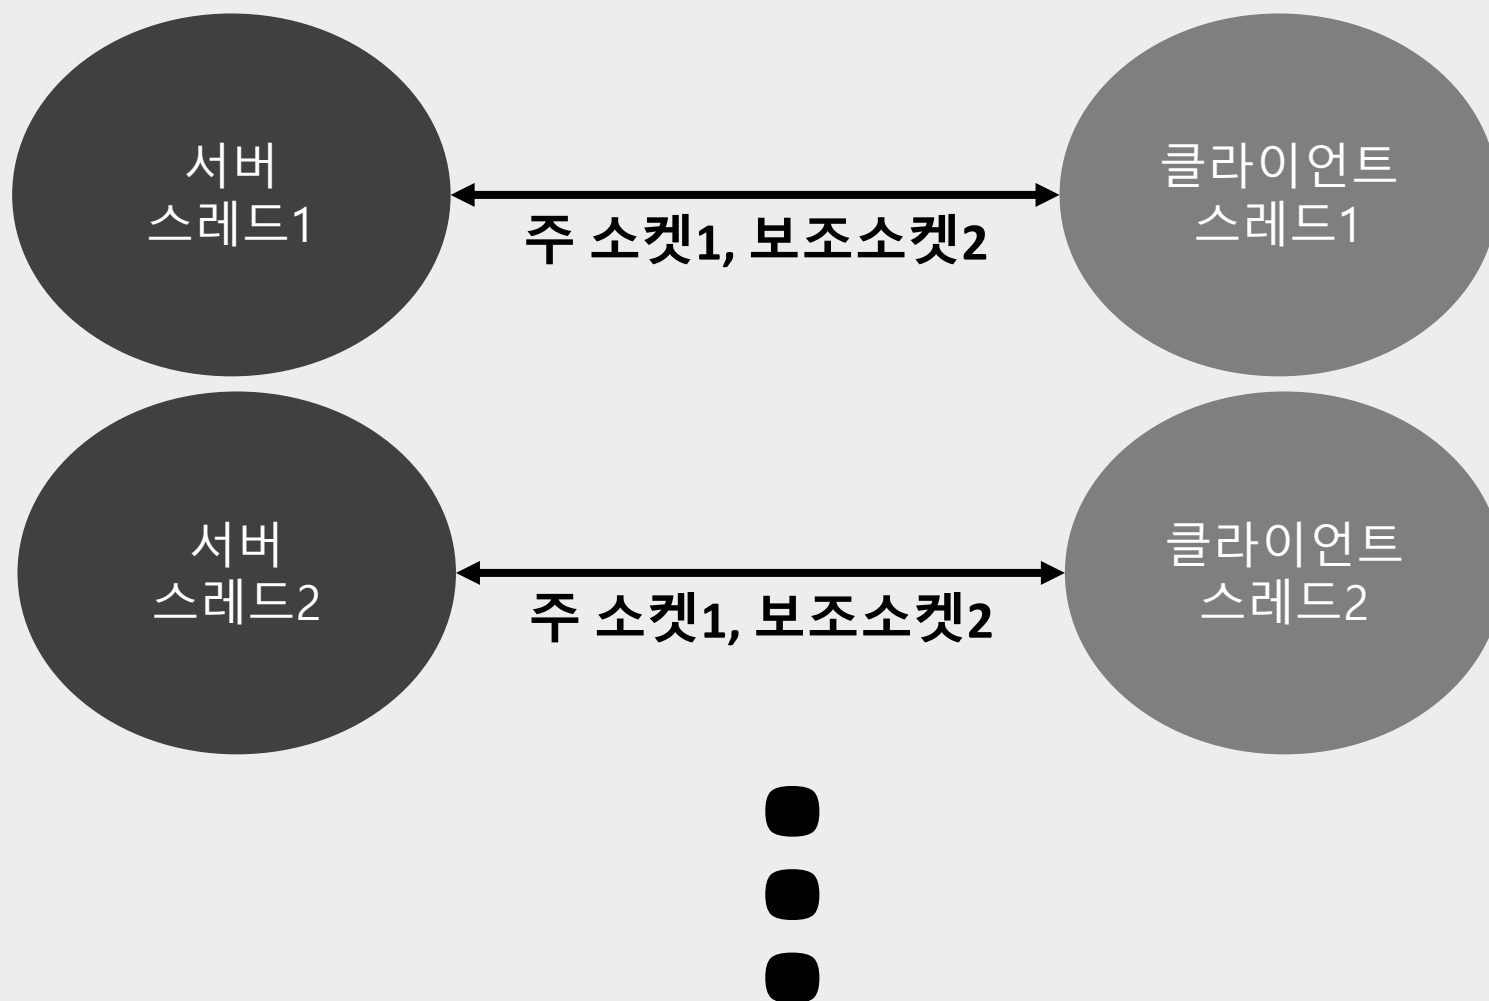 서버
스레드1
주 소켓1, 보조소켓2
클라이언트
스레드1
서버
스레드2
주 소켓1, 보조소켓2
클라이언트
스레드2